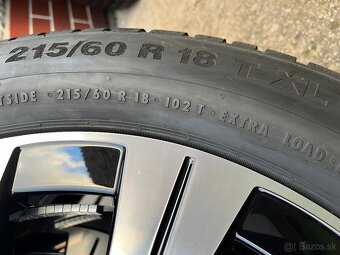 215/60 R 18 T XL
TSIDE · 215/60 R 18 · 102 T · EXTRA LOAD
Bazos.sk